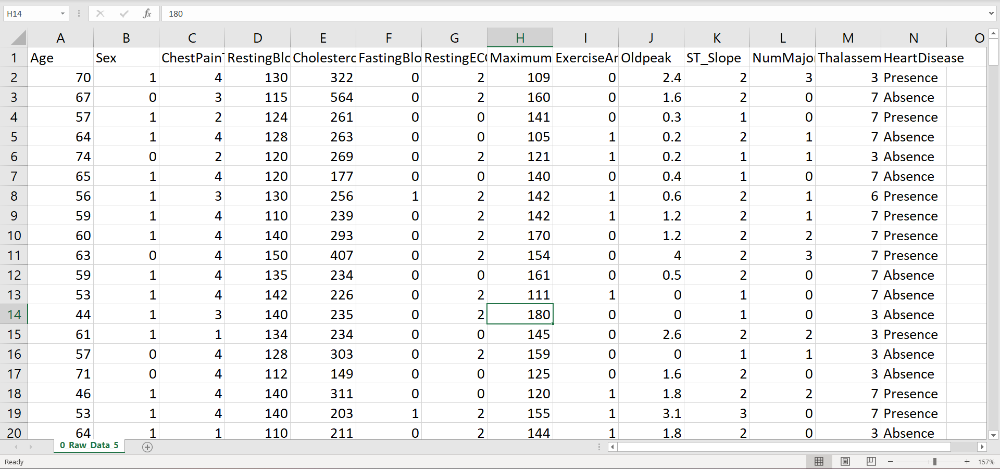 H14 fx 180
A B C D E F G H I J K L M N O
1 Age Sex ChestPainT RestingBlo Cholesterc FastingBlo RestingECG Maximum ExerciseAr Oldpeak ST_Slope NumMajor Thalassem HeartDisease
2 70 1 4 130 322 0 2 109 0 2.4 2 3 3 Presence
3 67 0 3 115 564 0 2 160 0 1.6 2 0 7 Absence
4 57 1 2 124 261 0 0 141 0 0.3 1 0 7 Presence
5 64 1 4 128 263 0 0 105 1 0.2 2 1 7 Absence
6 74 0 2 120 269 0 2 121 1 0.2 1 1 3 Absence
7 65 1 4 120 177 0 0 140 0 0.4 1 0 7 Absence
8 56 1 3 130 256 1 2 142 1 0.6 2 1 6 Presence
9 59 1 4 110 239 0 2 142 1 1.2 2 1 7 Presence
10 60 1 4 140 293 0 2 170 0 1.2 2 2 7 Presence
11 63 0 4 150 407 0 2 154 0 4 2 3 7 Presence
12 59 1 4 135 234 0 0 161 0 0.5 2 0 7 Absence
13 53 1 4 142 226 0 2 111 1 0 1 0 7 Absence
14 44 1 3 140 235 0 2 180 0 0 1 0 3 Absence
15 61 1 1 134 234 0 0 145 0 2.6 2 2 3 Presence
16 57 0 4 128 303 0 2 159 0 0 1 1 3 Absence
17 71 0 4 112 149 0 0 125 0 1.6 2 0 3 Absence
18 46 1 4 140 311 0 0 120 1 1.8 2 2 7 Presence
19 53 1 4 140 203 1 2 155 1 3.1 3 0 7 Presence
20 64 1 1 110 211 0 2 144 1 1.8 2 0 3 Absence
0_Raw_Data_5
Ready 157%